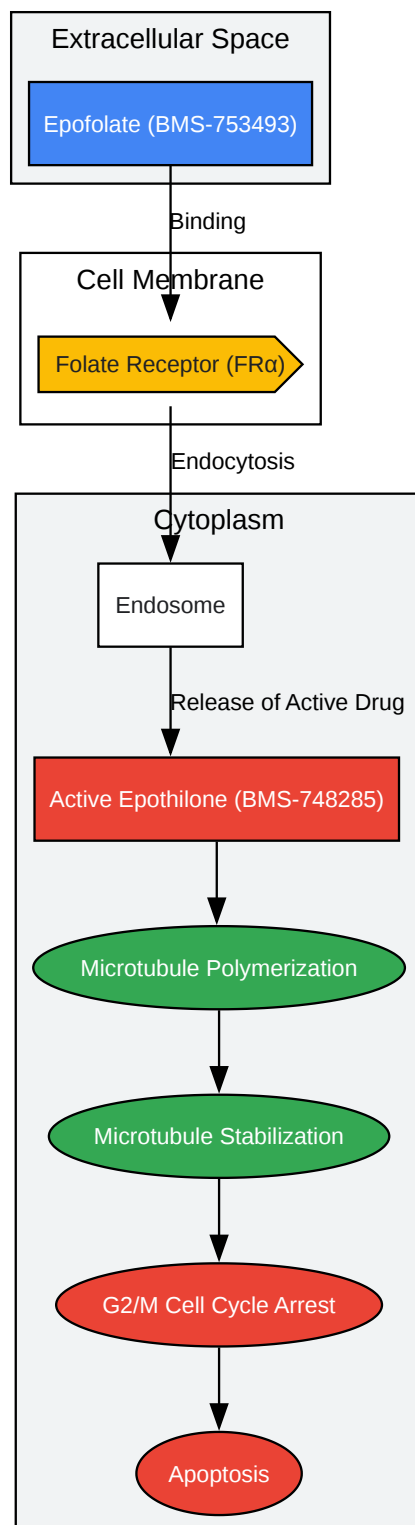 Extracellular Space
Epofolate (BMS-753493)
Binding
Cell Membrane
Folate Receptor (FRα)
Endocytosis
Cytoplasm
Endosome
Release of Active Drug
Active Epothilone (BMS-748285)
Microtubule Polymerization
Microtubule Stabilization
G2/M Cell Cycle Arrest
Apoptosis